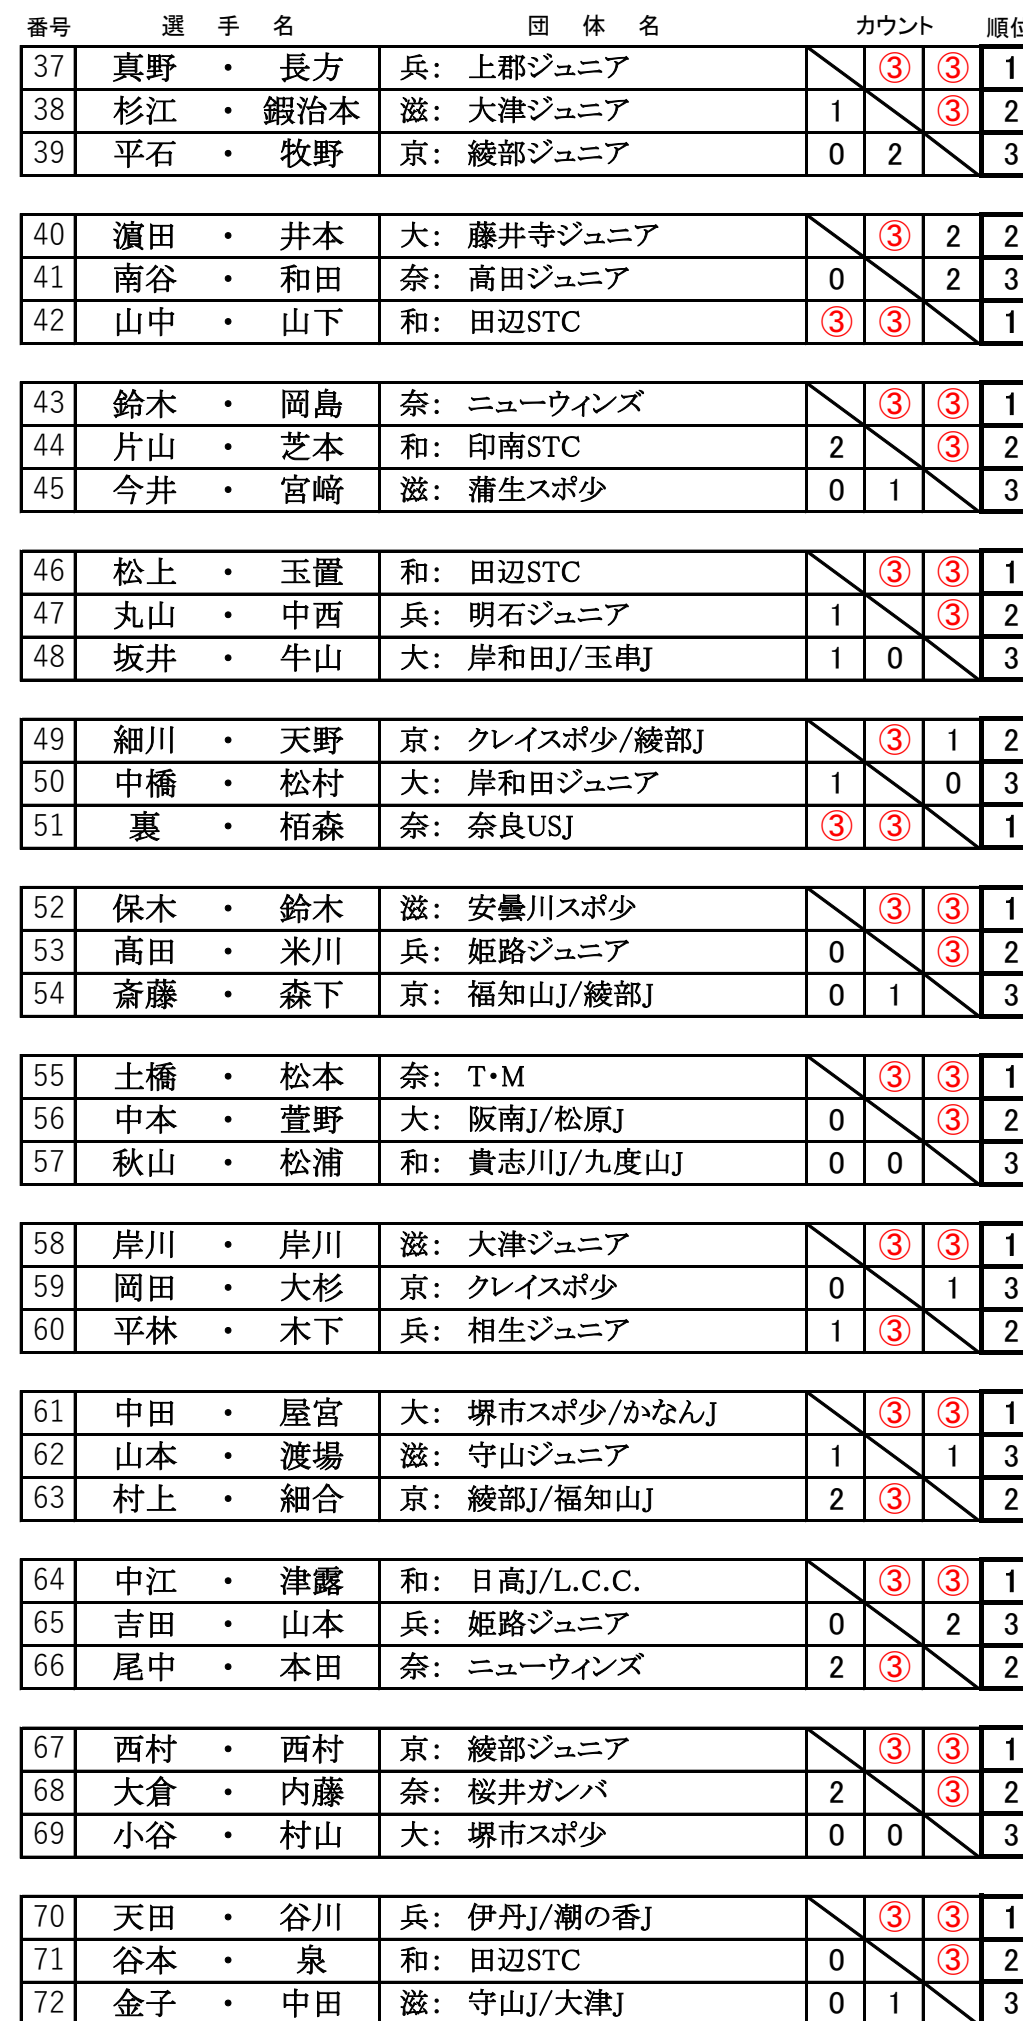 番号 選 手 名 団 体 名 カウント 順位
37 真野 ・ 長方 兵: 上郡ジュニア ③ ③ 1
38 杉江 ・ 鍜治本 滋: 大津ジュニア 1 ③ 2
39 平石 ・ 牧野 京: 綾部ジュニア 0 2 3
40 濵田 ・ 井本 大: 藤井寺ジュニア ③ 2 2
41 南谷 ・ 和田 奈: 高田ジュニア 0 2 3
42 山中 ・ 山下 和: 田辺STC ③ ③ 1
43 鈴木 ・ 岡島 奈: ニューウィンズ ③ ③ 1
44 片山 ・ 芝本 和: 印南STC 2 ③ 2
45 今井 ・ 宮﨑 滋: 蒲生スポ少 0 1 3
46 松上 ・ 玉置 和: 田辺STC ③ ③ 1
47 丸山 ・ 中西 兵: 明石ジュニア 1 ③ 2
48 坂井 ・ 牛山 大: 岸和田J/玉串J 1 0 3
49 細川 ・ 天野 京: クレイスポ少/綾部J ③ 1 2
50 中橋 ・ 松村 大: 岸和田ジュニア 1 0 3
51 裏 ・ 栢森 奈: 奈良USJ ③ ③ 1
52 保木 ・ 鈴木 滋: 安曇川スポ少 ③ ③ 1
53 髙田 ・ 米川 兵: 姫路ジュニア 0 ③ 2
54 斎藤 ・ 森下 京: 福知山J/綾部J 0 1 3
55 土橋 ・ 松本 奈: T・M ③ ③ 1
56 中本 ・ 萱野 大: 阪南J/松原J 0 ③ 2
57 秋山 ・ 松浦 和: 貴志川J/九度山J 0 0 3
58 岸川 ・ 岸川 滋: 大津ジュニア ③ ③ 1
59 岡田 ・ 大杉 京: クレイスポ少 0 1 3
60 平林 ・ 木下 兵: 相生ジュニア 1 ③ 2
61 中田 ・ 屋宮 大: 堺市スポ少/かなんJ ③ ③ 1
62 山本 ・ 渡場 滋: 守山ジュニア 1 1 3
63 村上 ・ 細合 京: 綾部J/福知山J 2 ③ 2
64 中江 ・ 津露 和: 日高J/L.C.C. ③ ③ 1
65 吉田 ・ 山本 兵: 姫路ジュニア 0 2 3
66 尾中 ・ 本田 奈: ニューウィンズ 2 ③ 2
67 西村 ・ 西村 京: 綾部ジュニア ③ ③ 1
68 大倉 ・ 内藤 奈: 桜井ガンバ 2 ③ 2
69 小谷 ・ 村山 大: 堺市スポ少 0 0 3
70 天田 ・ 谷川 兵: 伊丹J/潮の香J ③ ③ 1
71 谷本 ・ 泉 和: 田辺STC 0 ③ 2
72 金子 ・ 中田 滋: 守山J/大津J 0 1 3